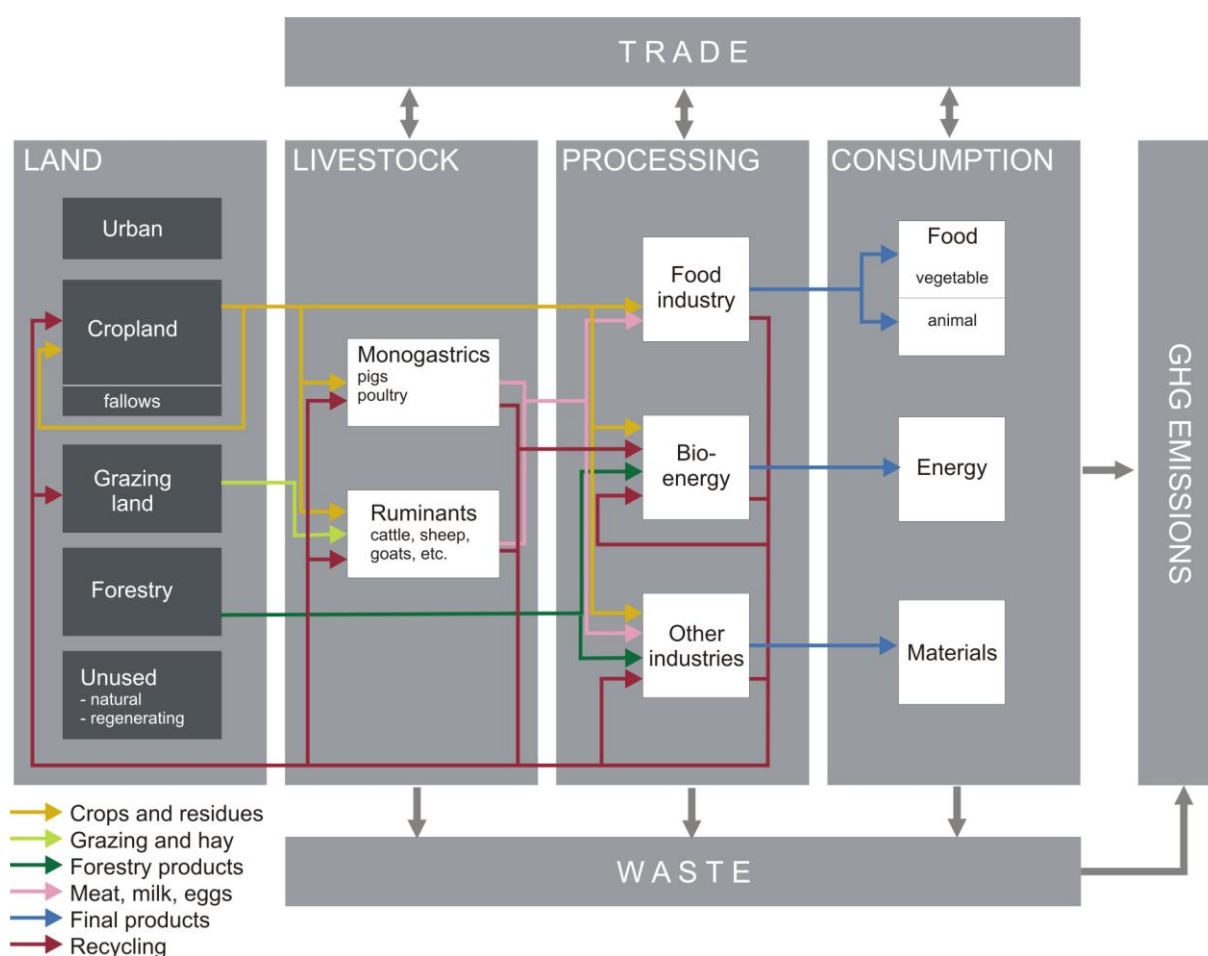 TRADE
LAND
Urban
Cropland
fallows
Grazing
land
Forestry
Unused
- natural
- regenerating
LIVESTOCK
Monogastrics
pigs
poultry
Ruminants
cattle, sheep,
goats, etc.
PROCESSING
Food
industry
Bio-
energy
Other
industries
CONSUMPTION
Food
vegetable
animal
Energy
Materials
GHG EMISSIONS
WASTE
Crops and residues
Grazing and hay
Forestry products
Meat, milk, eggs
Final products
Recycling